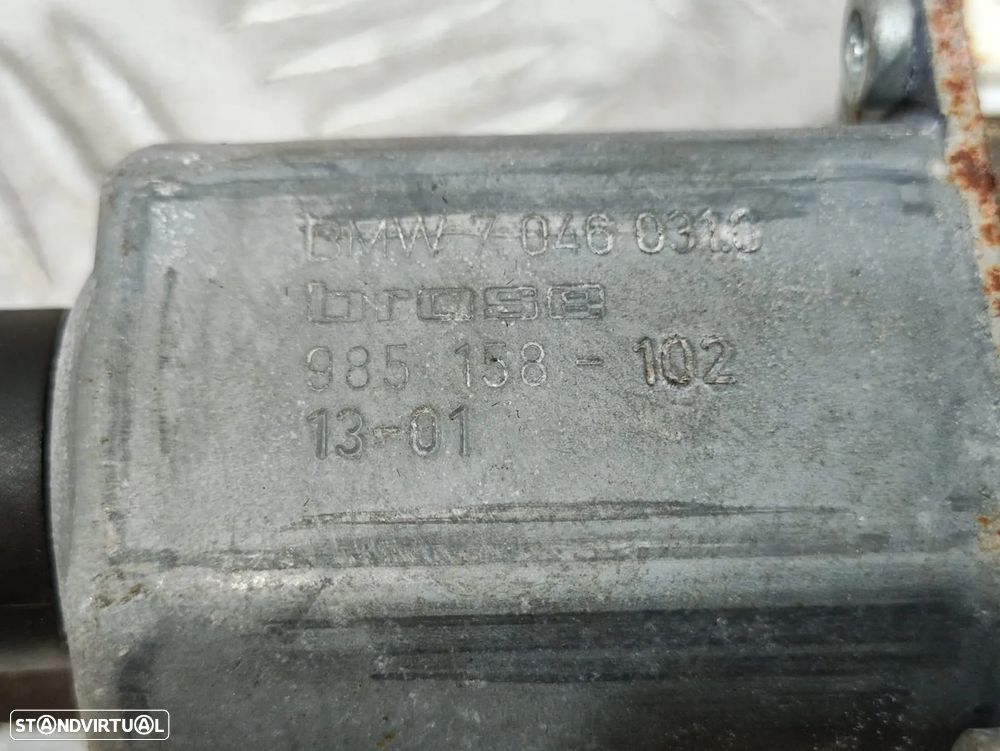 BMW 7 046 031.6
brose
985 158 - 102
13-01
STANDVIRTUAL